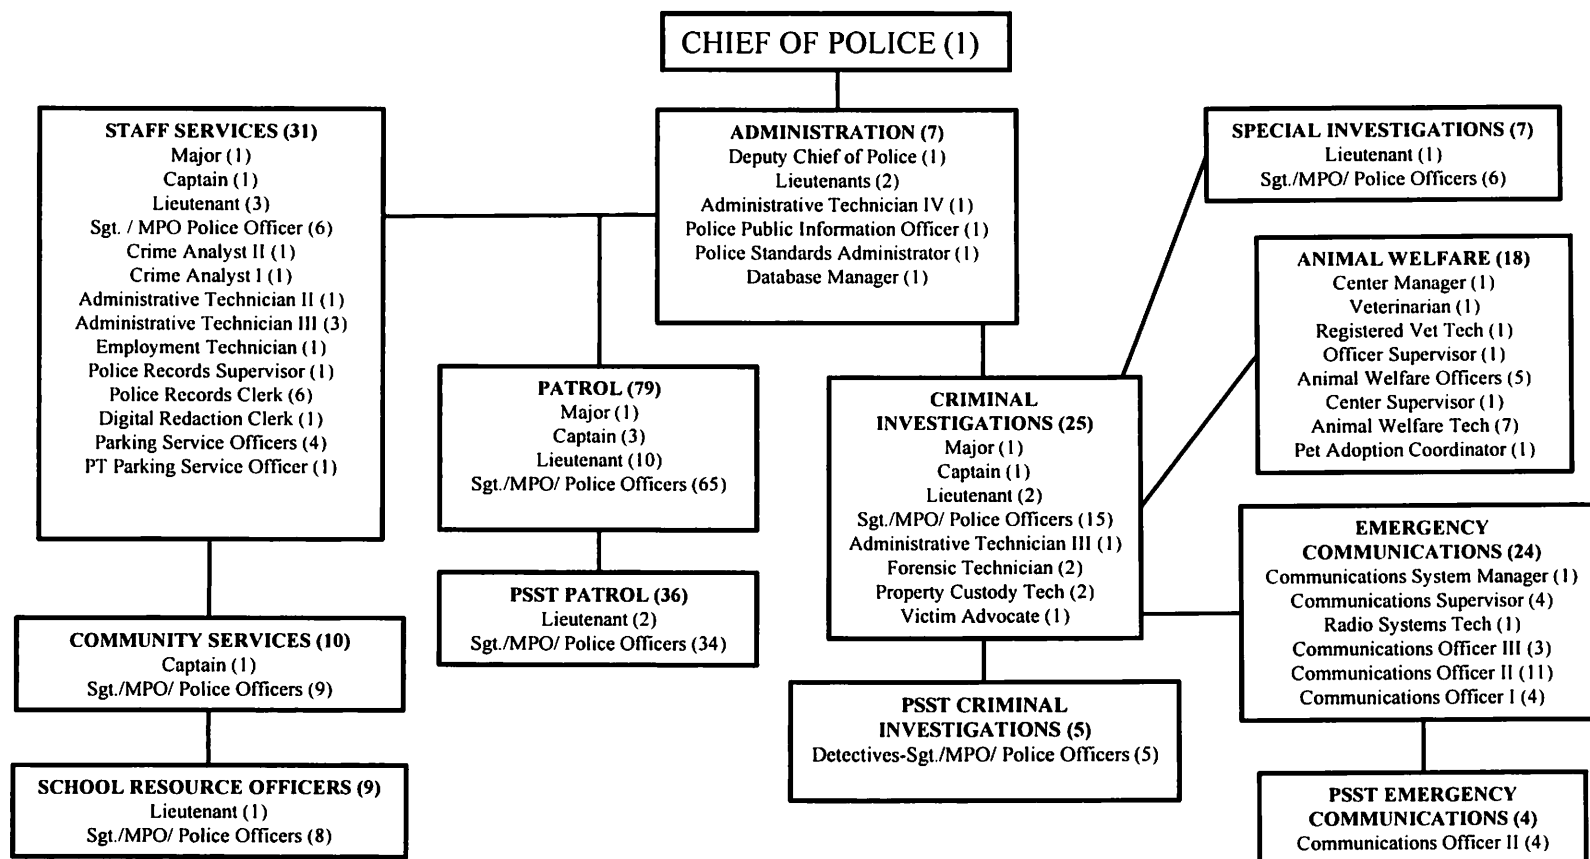 CHIEF OF POLICE (1)
STAFF SERVICES (31)
Major (1)
Captain (1)
Lieutenant (3)
Sgt. / MPO Police Officer (6)
Crime Analyst II (1)
Crime Analyst I (1)
Administrative Technician II (1)
Administrative Technician III (3)
Employment Technician (1)
Police Records Supervisor (1)
Police Records Clerk (6)
Digital Redaction Clerk (1)
Parking Service Officers (4)
PT Parking Service Officer (1)
ADMINISTRATION (7)
Deputy Chief of Police (1)
Lieutenants (2)
Administrative Technician IV (1)
Police Public Information Officer (1)
Police Standards Administrator (1)
Database Manager (1)
SPECIAL INVESTIGATIONS (7)
Lieutenant (1)
Sgt./MPO/ Police Officers (6)
ANIMAL WELFARE (18)
Center Manager (1)
Veterinarian (1)
Registered Vet Tech (1)
Officer Supervisor (1)
Animal Welfare Officers (5)
Center Supervisor (1)
Animal Welfare Tech (7)
Pet Adoption Coordinator (1)
PATROL (79)
Major (1)
Captain (3)
Lieutenant (10)
Sgt./MPO/ Police Officers (65)
CRIMINAL
INVESTIGATIONS (25)
Major (1)
Captain (1)
Lieutenant (2)
Sgt./MPO/ Police Officers (15)
Administrative Technician III (1)
Forensic Technician (2)
Property Custody Tech (2)
Victim Advocate (1)
EMERGENCY
COMMUNICATIONS (24)
Communications System Manager (1)
Communications Supervisor (4)
Radio Systems Tech (1)
Communications Officer III (3)
Communications Officer II (11)
Communications Officer I (4)
PSST PATROL (36)
Lieutenant (2)
Sgt./MPO/ Police Officers (34)
COMMUNITY SERVICES (10)
Captain (1)
Sgt./MPO/ Police Officers (9)
PSST CRIMINAL
INVESTIGATIONS (5)
Detectives-Sgt./MPO/ Police Officers (5)
SCHOOL RESOURCE OFFICERS (9)
Lieutenant (1)
Sgt./MPO/ Police Officers (8)
PSST EMERGENCY
COMMUNICATIONS (4)
Communications Officer II (4)